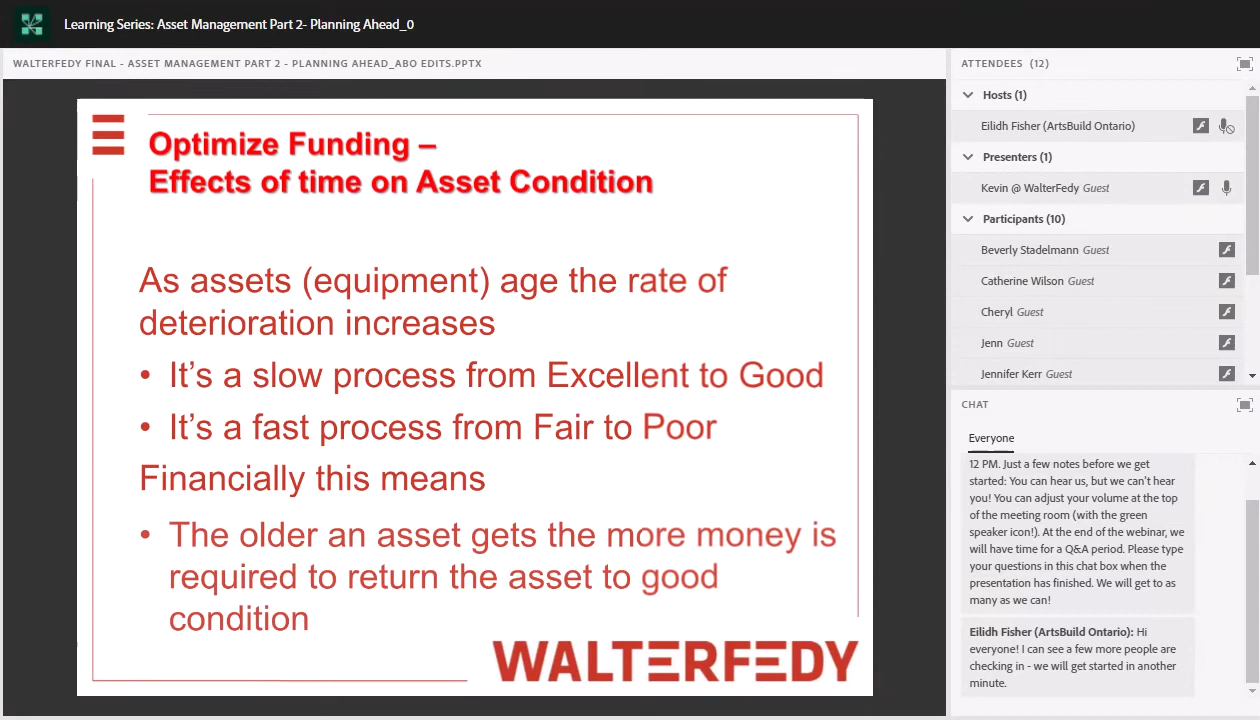 Learning Series: Asset Management Part 2- Planning Ahead_0
WALTERFEDY FINAL - ASSET MANAGEMENT PART 2 - PLANNING AHEAD_ABO EDITS.PPTX
Optimize Funding –
Effects of time on Asset Condition
As assets (equipment) age the rate of
deterioration increases
• It’s a slow process from Excellent to Good
• It’s a fast process from Fair to Poor
Financially this means
• The older an asset gets the more money is
required to return the asset to good
condition
WALTERFEDY
ATTENDEES (12)
Hosts (1)
Eilidh Fisher (ArtsBuild Ontario)
Presenters (1)
Kevin @ WalterFedy Guest
Participants (10)
Beverly Stadelmann Guest
Catherine Wilson Guest
Cheryl Guest
Jenn Guest
Jennifer Kerr Guest
CHAT
Everyone
12 PM. Just a few notes before we get
started: You can hear us, but we can't hear
you! You can adjust your volume at the top
of the meeting room (with the green
speaker icon!). At the end of the webinar, we
will have time for a Q&A period. Please type
your questions in this chat box when the
presentation has finished. We will get to as
many as we can!
Eilidh Fisher (ArtsBuild Ontario): Hi
everyone! I can see a few more people are
checking in - we will get started in another
minute.